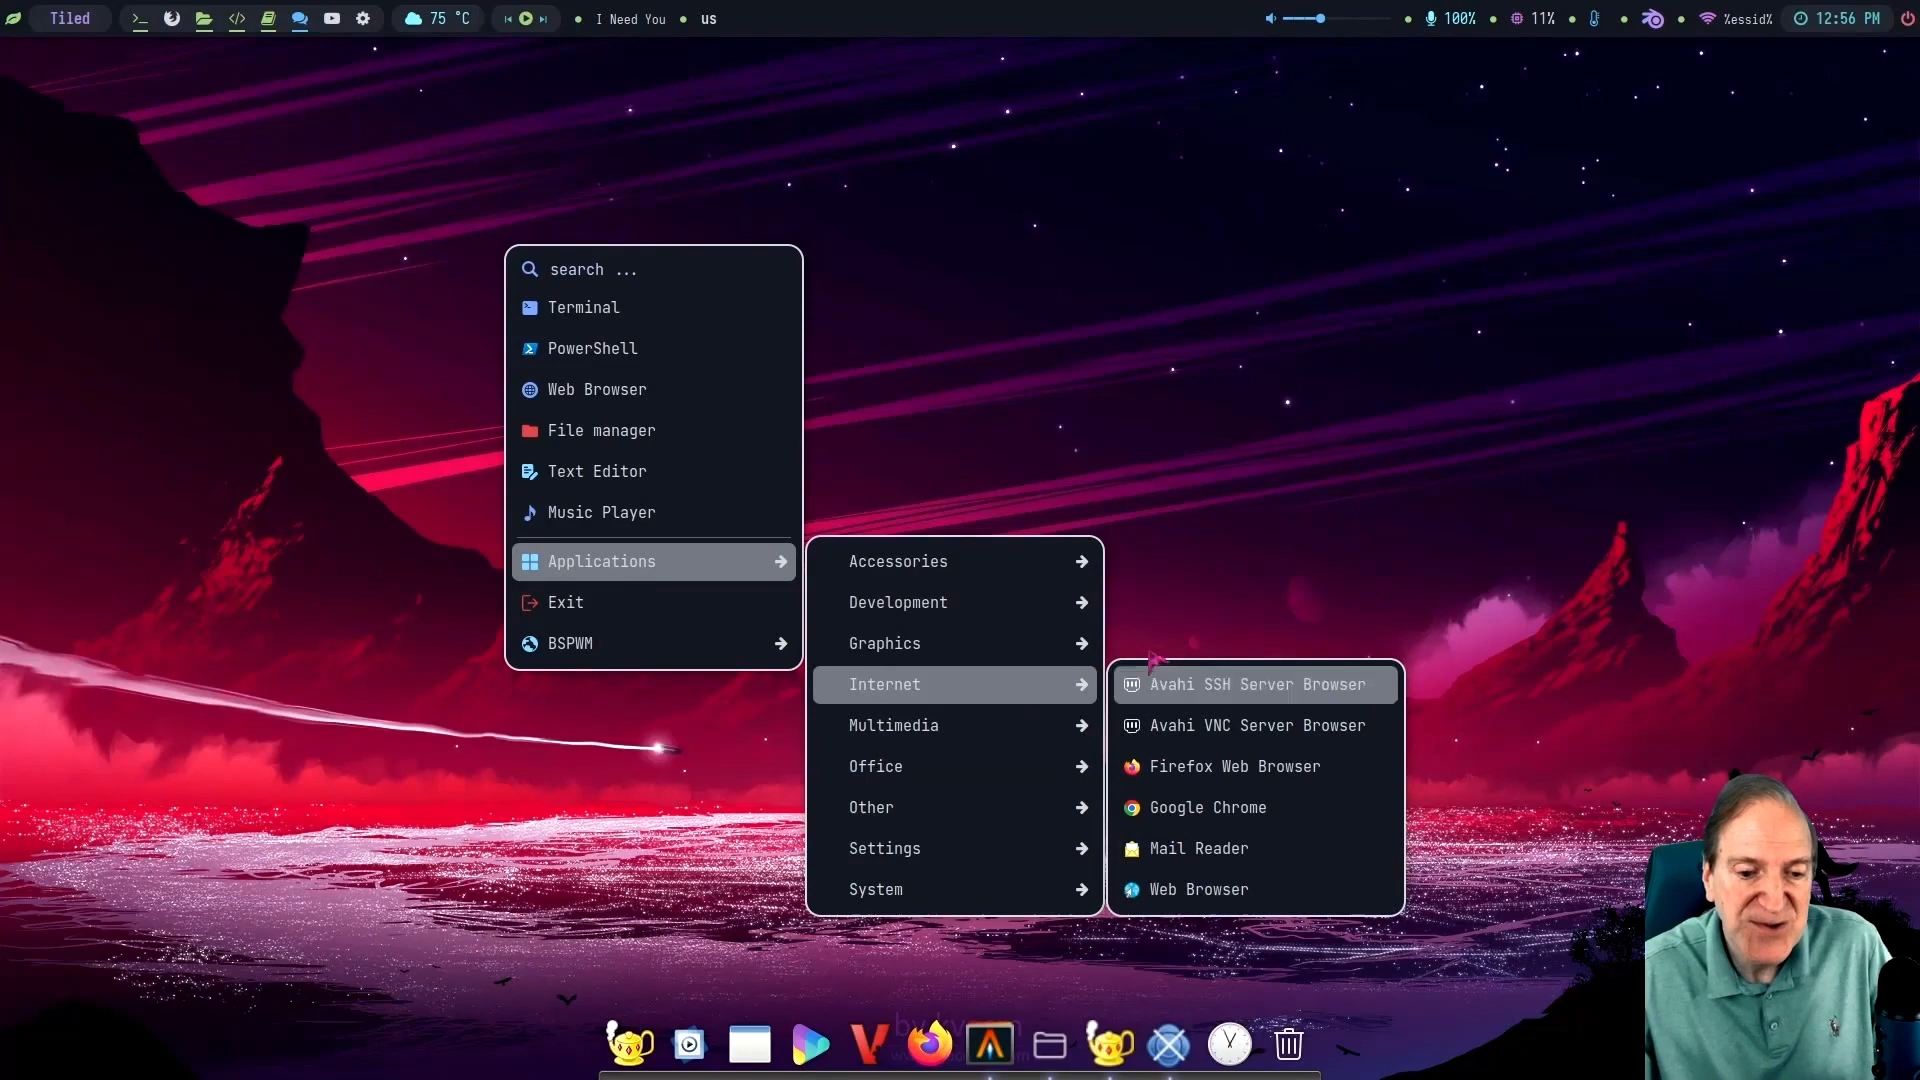 Tiled
75 °C
I Need You
us
100%
11%
%essid%
12:56 PM
search ...
Terminal
PowerShell
Web Browser
File manager
Text Editor
Music Player
Applications
Exit
BSPWM
Accessories
Development
Graphics
Internet
Multimedia
Office
Other
Settings
System
Avahi SSH Server Browser
Avahi VNC Server Browser
Firefox Web Browser
Google Chrome
Mail Reader
Web Browser